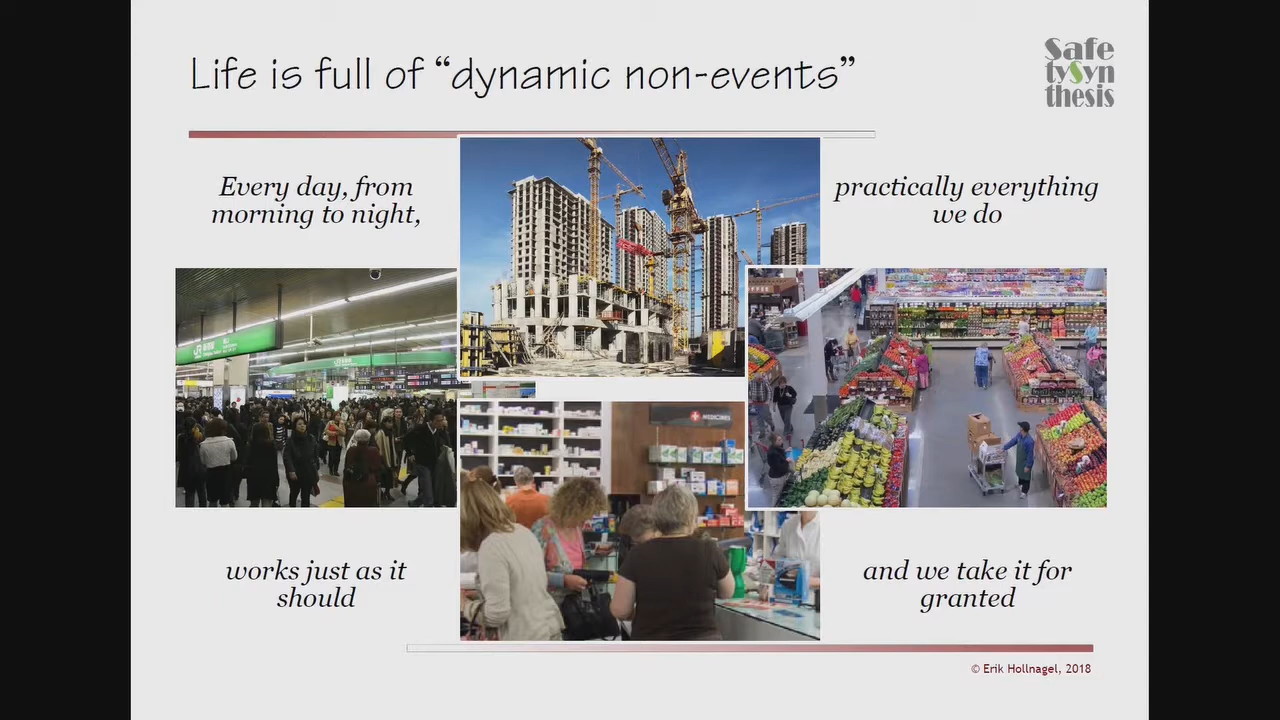 Life is full of “dynamic non-events”
Safe
tySyn
thesis
Every day, from
morning to night,
practically everything
we do
MEDICINES
works just as it
should
and we take it for
granted
© Erik Hollnagel, 2018